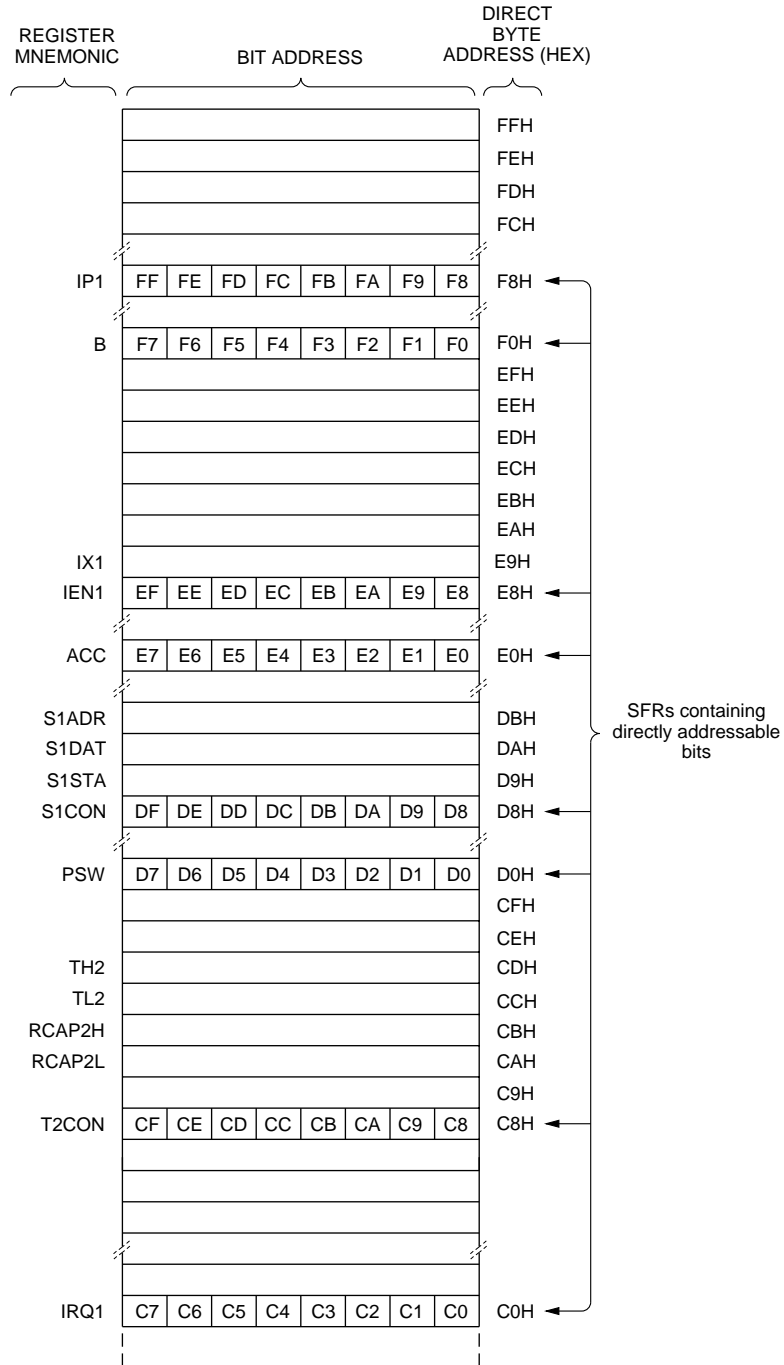 REGISTER
MNEMONIC
BIT ADDRESS
DIRECT
BYTE
ADDRESS (HEX)
FFH
FEH
FDH
FCH
IP1 FF FE FD FC FB FA F9 F8 F8H
B F7 F6 F5 F4 F3 F2 F1 F0 F0H
EFH
EEH
EDH
ECH
EBH
EAH
IX1 E9H
IEN1 EF EE ED EC EB EA E9 E8 E8H
ACC E7 E6 E5 E4 E3 E2 E1 E0 E0H
S1ADR DBH
S1DAT DAH
S1STA D9H
S1CON DF DE DD DC DB DA D9 D8 D8H
PSW D7 D6 D5 D4 D3 D2 D1 D0 D0H
CFH
CEH
TH2 CDH
TL2 CCH
RCAP2H CBH
RCAP2L CAH
C9H
T2CON CF CE CD CC CB CA C9 C8 C8H
IRQ1 C7 C6 C5 C4 C3 C2 C1 C0 C0H
SFRs containing
directly addressable
bits